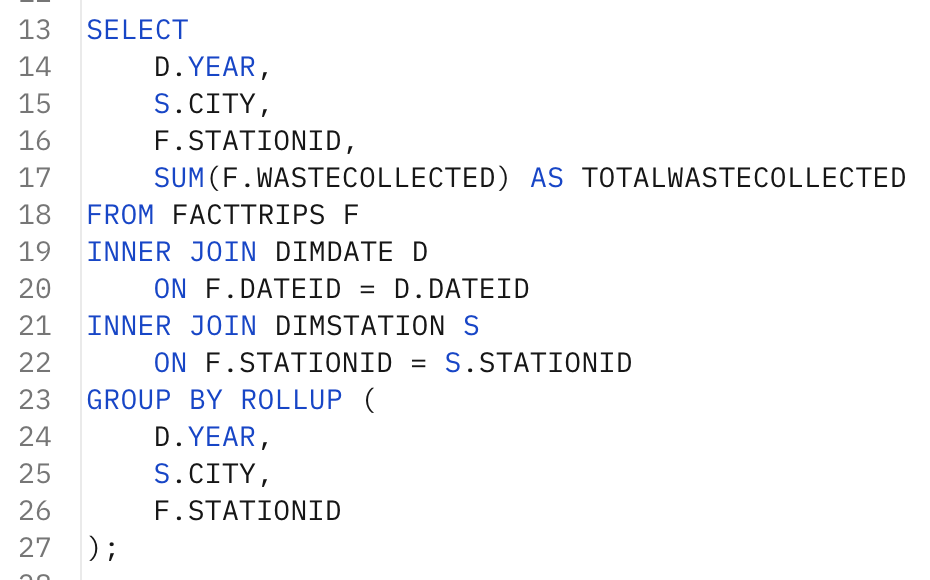 13 SELECT
14 D.YEAR,
15 S.CITY,
16 F.STATIONID,
17 SUM(F.WASTECOLLECTED) AS TOTALWASTECOLLECTED
18 FROM FACTTRIPS F
19 INNER JOIN DIMDATE D
20 ON F.DATEID = D.DATEID
21 INNER JOIN DIMSTATION S
22 ON F.STATIONID = S.STATIONID
23 GROUP BY ROLLUP (
24 D.YEAR,
25 S.CITY,
26 F.STATIONID
27 );